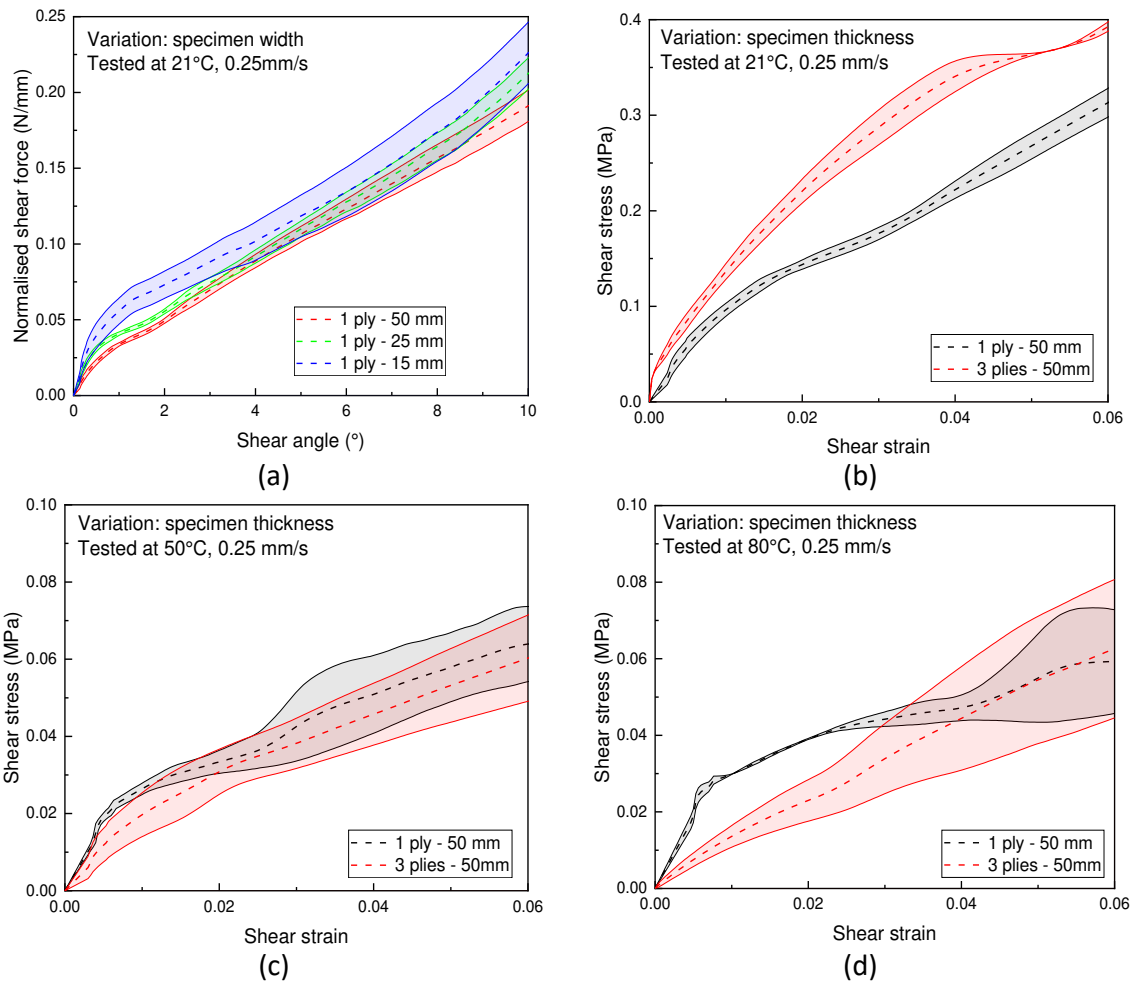 Variation: specimen width
Tested at 21°C, 0.25mm/s
Normalised shear force (N/mm)
0.25
0.20
0.15
0.10
0.05
0.00
1 ply - 50 mm
1 ply - 25 mm
1 ply - 15 mm
0 2 4 6 8 10
Shear angle (°)
(a)
Variation: specimen thickness
Tested at 21°C, 0.25 mm/s
Shear stress (MPa)
0.4
0.3
0.2
0.1
0.0
1 ply - 50 mm
3 plies - 50mm
0.00 0.02 0.04 0.06
Shear strain
(b)
Variation: specimen thickness
Tested at 50°C, 0.25 mm/s
Shear stress (MPa)
0.10
0.08
0.06
0.04
0.02
0.00
1 ply - 50 mm
3 plies - 50mm
0.00 0.02 0.04 0.06
Shear strain
(c)
Variation: specimen thickness
Tested at 80°C, 0.25 mm/s
Shear stress (MPa)
0.10
0.08
0.06
0.04
0.02
0.00
1 ply - 50 mm
3 plies - 50mm
0.00 0.02 0.04 0.06
Shear strain
(d)